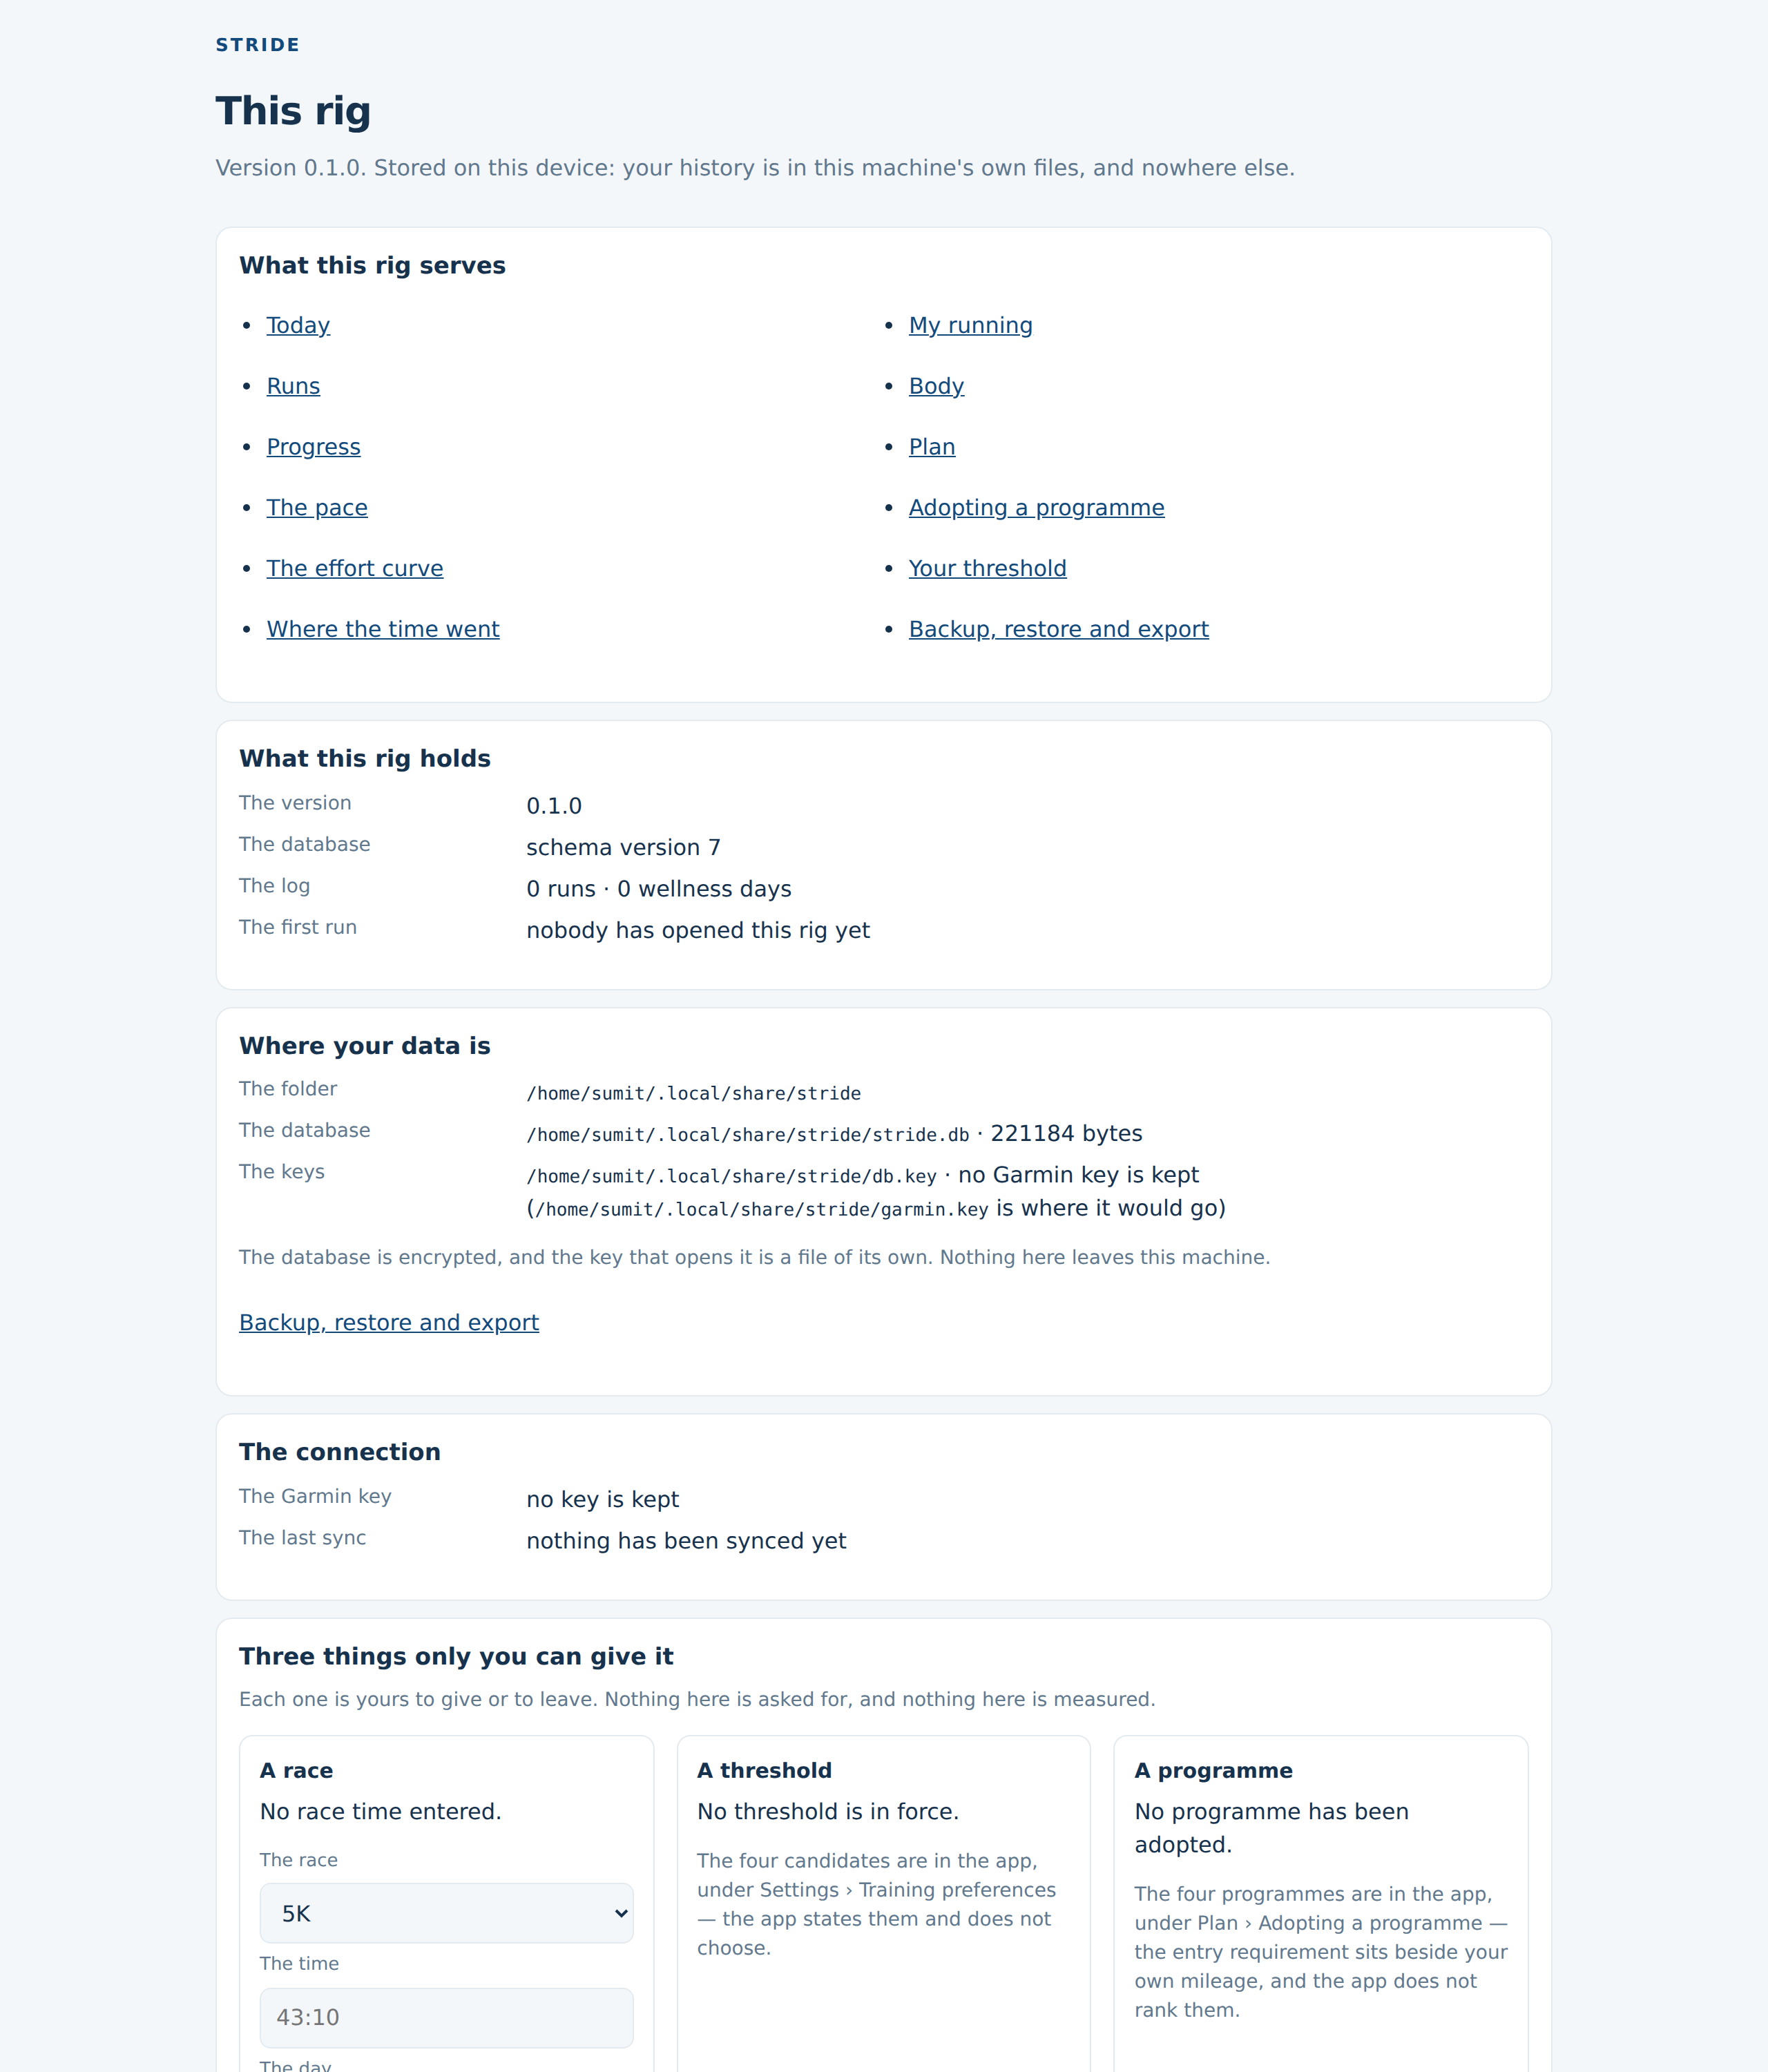 STRIDE
This rig
Version 0.1.0. Stored on this device: your history is in this machine's own files, and nowhere else.
What this rig serves
• Today
• My running
• Runs
• Body
• Progress
• Plan
• The pace
• Adopting a programme
• The effort curve
• Your threshold
• Where the time went
• Backup, restore and export
What this rig holds
The version 0.1.0
The database schema version 7
The log 0 runs · 0 wellness days
The first run nobody has opened this rig yet
Where your data is
The folder /home/sumit/.local/share/stride
The database /home/sumit/.local/share/stride/stride.db · 221184 bytes
The keys /home/sumit/.local/share/stride/db.key · no Garmin key is kept
(/home/sumit/.local/share/stride/garmin.key is where it would go)
The database is encrypted, and the key that opens it is a file of its own. Nothing here leaves this machine.
Backup, restore and export
The connection
The Garmin key no key is kept
The last sync nothing has been synced yet
Three things only you can give it
Each one is yours to give or to leave. Nothing here is asked for, and nothing here is measured.
A race
No race time entered.
The race
5K
The time
43:10
The day
A threshold
No threshold is in force.
The four candidates are in the app,
under Settings › Training preferences
— the app states them and does not
choose.
A programme
No programme has been
adopted.
The four programmes are in the app,
under Plan › Adopting a programme —
the entry requirement sits beside your
own mileage, and the app does not
rank them.